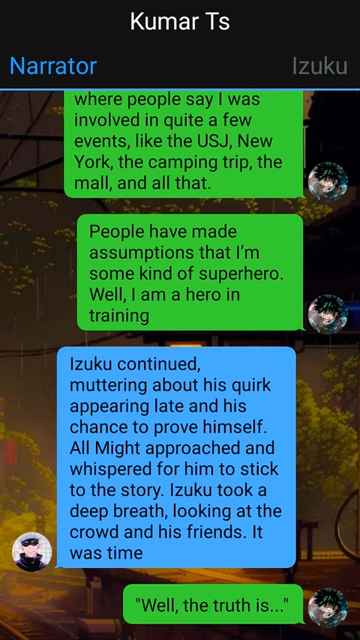 Kumar Ts
Narrator
Izuku
where people say I was
involved in quite a few
events, like the USJ, New
York, the camping trip, the
mall, and all that.
People have made
assumptions that I’m
some kind of superhero.
Well, I am a hero in
training
Izuku continued,
muttering about his quirk
appearing late and his
chance to prove himself.
All Might approached and
whispered for him to stick
to the story. Izuku took a
deep breath, looking at the
crowd and his friends. It
was time
"Well, the truth is..."